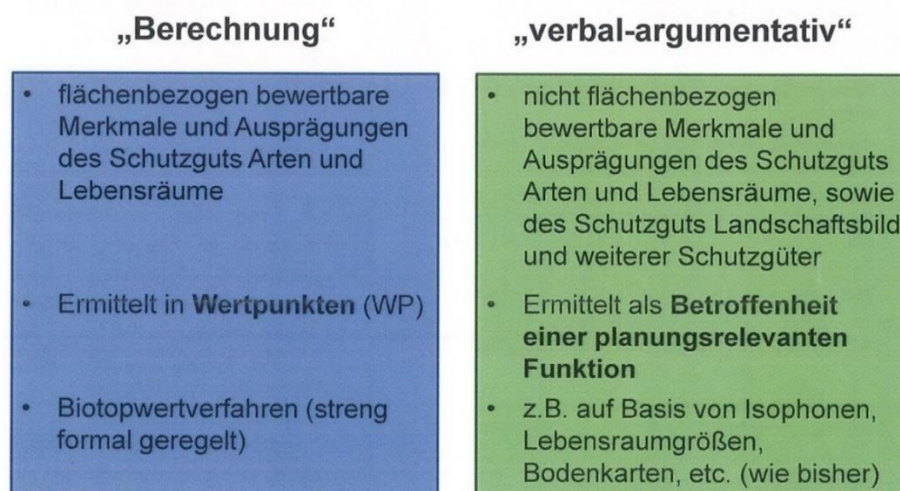 „Berechnung“
• flächenbezogen bewertbare
Merkmale und Ausprägungen
des Schutzguts Arten und
Lebensräume
• Ermittelt in Wertpunkten (WP)
• Biotopwertverfahren (streng
formal geregelt)
„verbal-argumentativ“
• nicht flächenbezogen
bewertbare Merkmale und
Ausprägungen des Schutzguts
Arten und Lebensräume, sowie
des Schutzguts Landschaftsbild
und weiterer Schutzgüter
• Ermittelt als Betroffenheit
einer planungsrelevanten
Funktion
• z.B. auf Basis von Isophonen,
Lebensraumgrößen,
Bodenkarten, etc. (wie bisher)